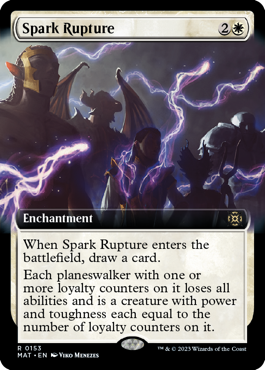 Spark Rupture 2
Enchantment
When Spark Rupture enters the
battlefield, draw a card.
Each planeswalker with one or
more loyalty counters on it loses all
abilities and is a creature with power
and toughness each equal to the
number of loyalty counters on it.
R 0153
MAT • EN Viko Menezes
™ & © 2023 Wizards of the Coast